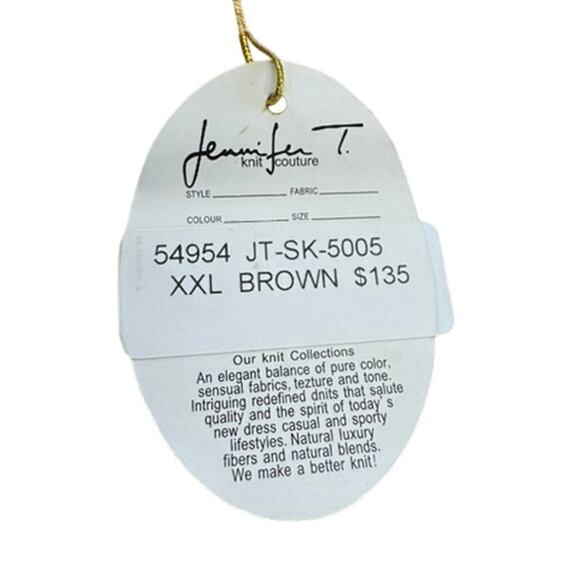 Jennifer T.
knit couture
STYLE FABRIC
COLOUR SIZE
54954 JT-SK-5005
XXL BROWN $135
Our knit Collections
An elegant balance of pure color,
sensual fabrics, tezture and tone.
Intriguing redefined dnits that salute
quality and the spirit of today's
new dress casual and sporty
lifestyles. Natural luxury
fibers and natural blends.
We make a better knit!